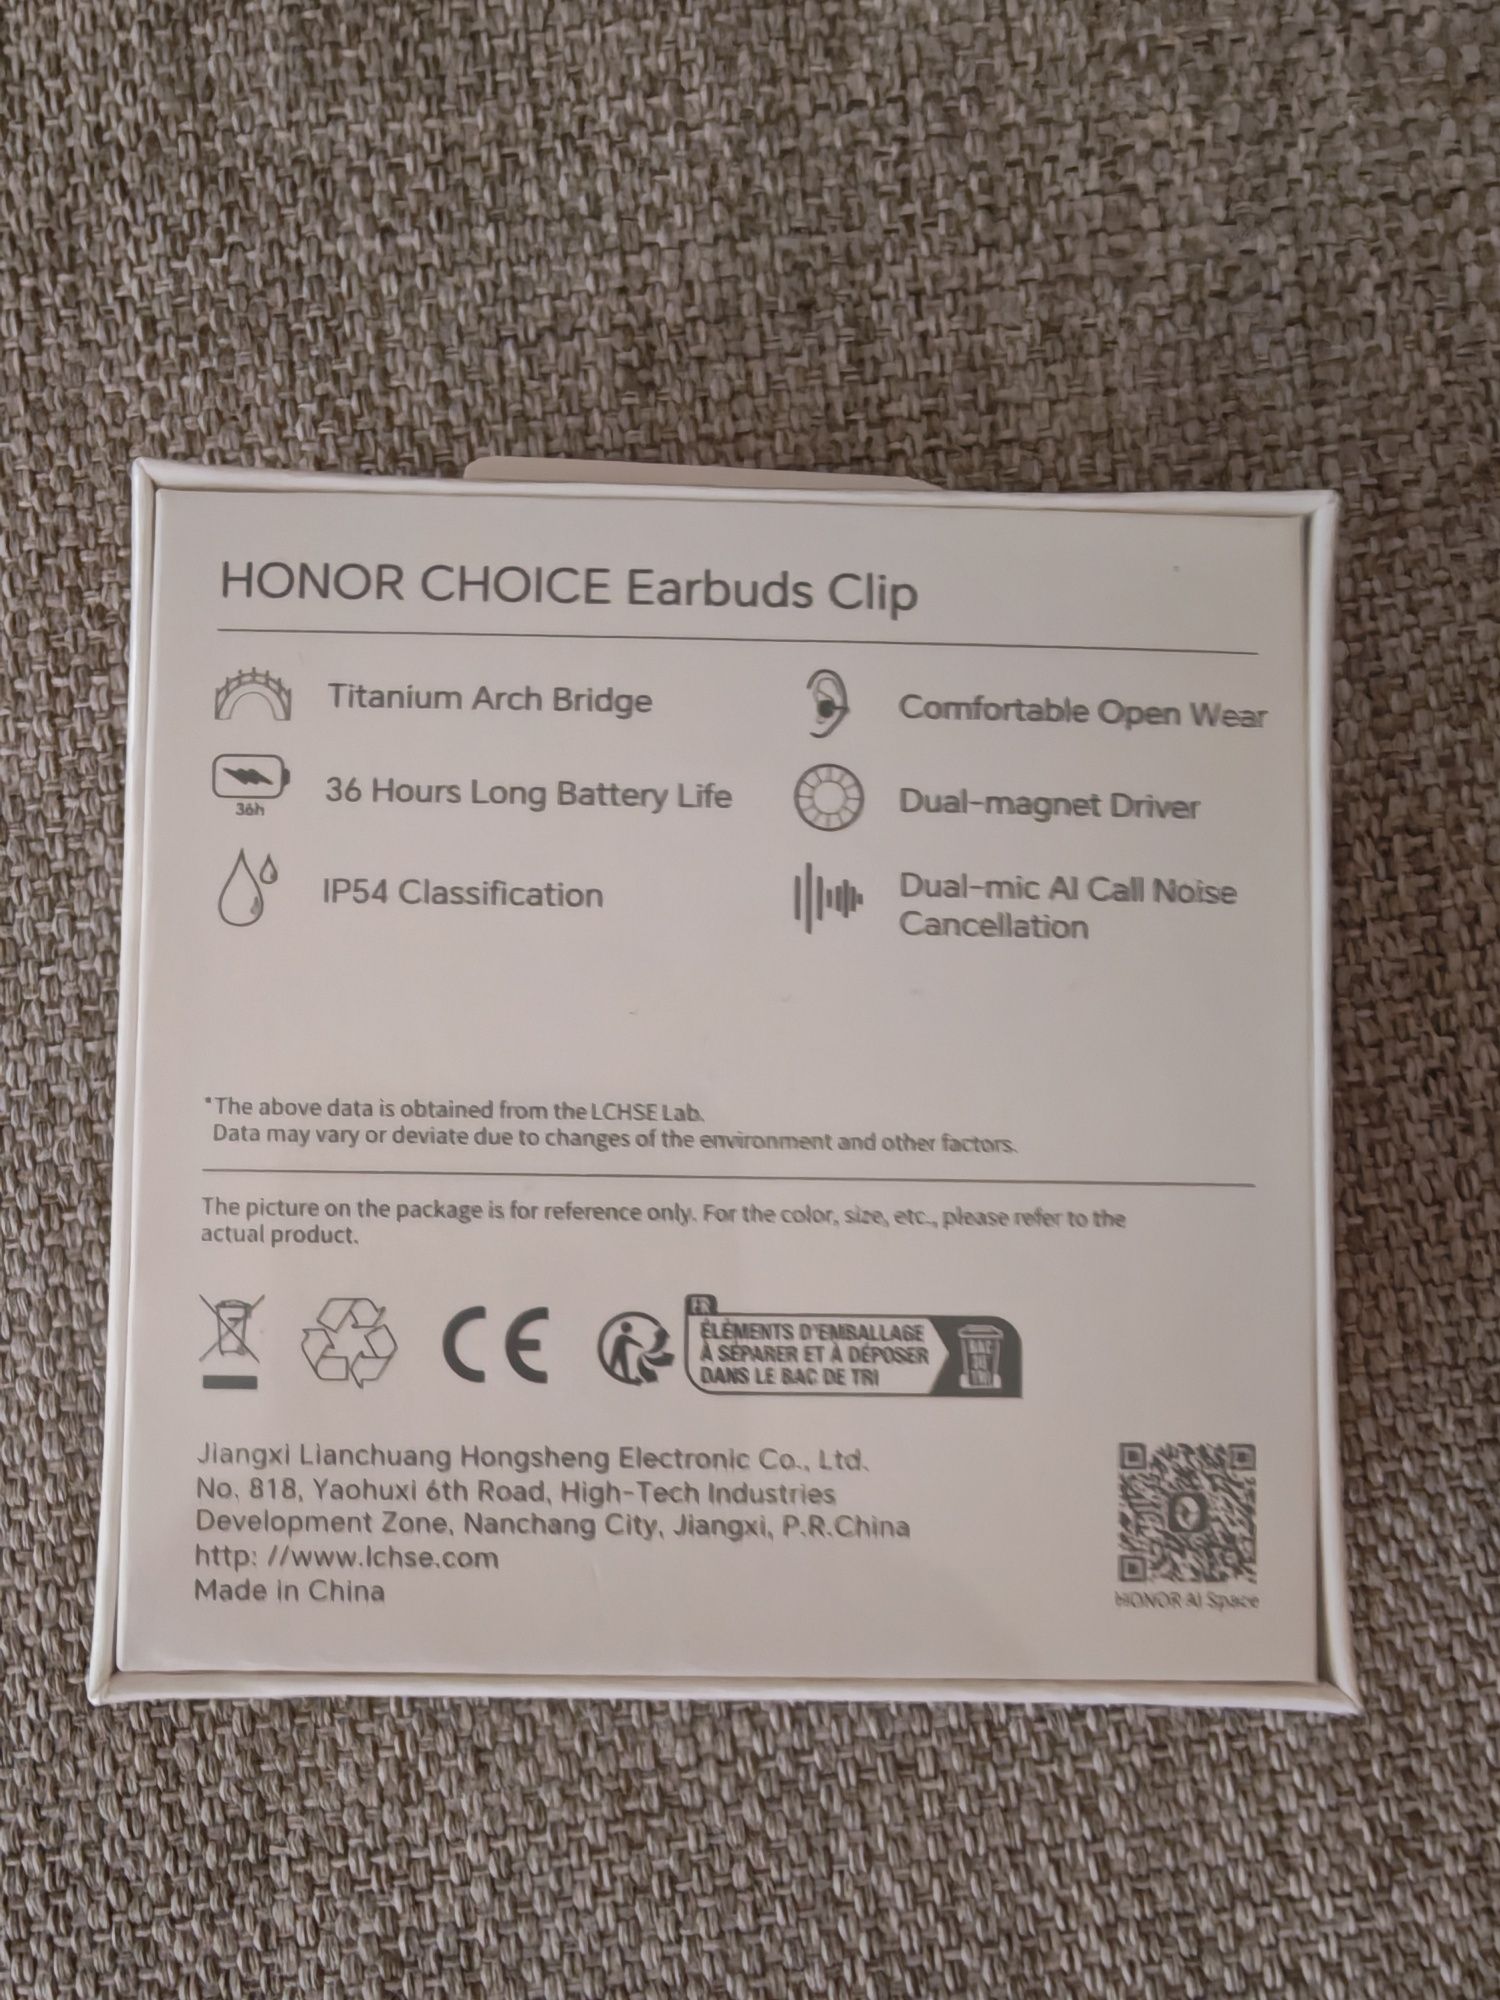 HONOR CHOICE Earbuds Clip
Titanium Arch Bridge
Comfortable Open Wear
36h
36 Hours Long Battery Life
Dual-magnet Driver
IP54 Classification
Dual-mic AI Call Noise
Cancellation
*The above data is obtained from the LCHSE Lab.
Data may vary or deviate due to changes of the environment and other factors.
The picture on the package is for reference only. For the color, size, etc., please refer to the
actual product.
CE
FR
ÉLÉMENTS D'EMBALLAGE
À SÉPARER ET À DÉPOSER
DANS LE BAC DE TRI
BAC
DE
TRI
Jiangxi Lianchuang Hongsheng Electronic Co., Ltd.
No. 818, Yaohuxi 6th Road, High-Tech Industries
Development Zone, Nanchang City, Jiangxi, P.R.China
http: //www.lchse.com
Made in China
HONOR AI Space